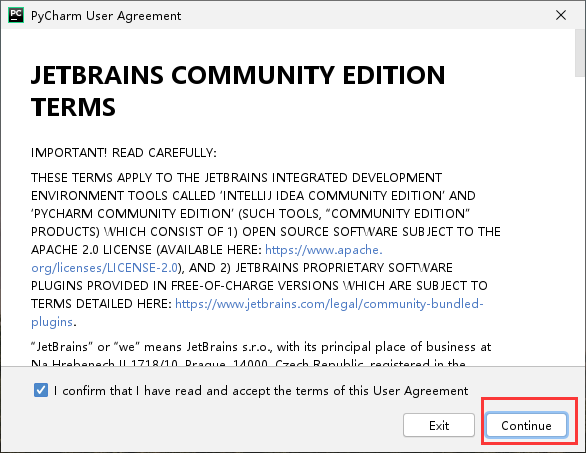 PC PyCharm User Agreement
JETBRAINS COMMUNITY EDITION
TERMS
IMPORTANT! READ CAREFULLY:
THESE TERMS APPLY TO THE JETBRAINS INTEGRATED DEVELOPMENT
ENVIRONMENT TOOLS CALLED ‘INTELLIJ IDEA COMMUNITY EDITION’ AND
‘PYCHARM COMMUNITY EDITION’ (SUCH TOOLS, “COMMUNITY EDITION”
PRODUCTS) WHICH CONSIST OF 1) OPEN SOURCE SOFTWARE SUBJECT TO THE
APACHE 2.0 LICENSE (AVAILABLE HERE: https://www.apache.
org/licenses/LICENSE-2.0), AND 2) JETBRAINS PROPRIETARY SOFTWARE
PLUGINS PROVIDED IN FREE-OF-CHARGE VERSIONS WHICH ARE SUBJECT TO
TERMS DETAILED HERE: https://www.jetbrains.com/legal/community-bundled-
plugins.
“JetBrains” or “we” means JetBrains s.r.o., with its principal place of business at
Na Hrebenech II 1718/10, Prague, 14000, Czech Republic, registered in the
I confirm that I have read and accept the terms of this User Agreement
Exit
Continue